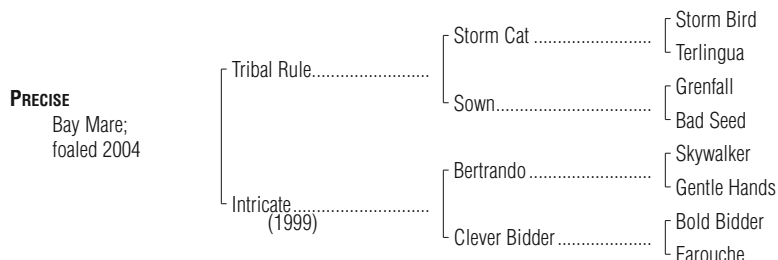 Storm Bird
Storm Cat ..................
Terlingua
Tribal Rule........................
Grenfall
Sown................................
Bad Seed
PRECISE
Bay Mare;
foaled 2004
Skywalker
Bertrando .........................
Gentle Hands
Intricate............................
(1999)
Bold Bidder
Clever Bidder ...................
Farouche